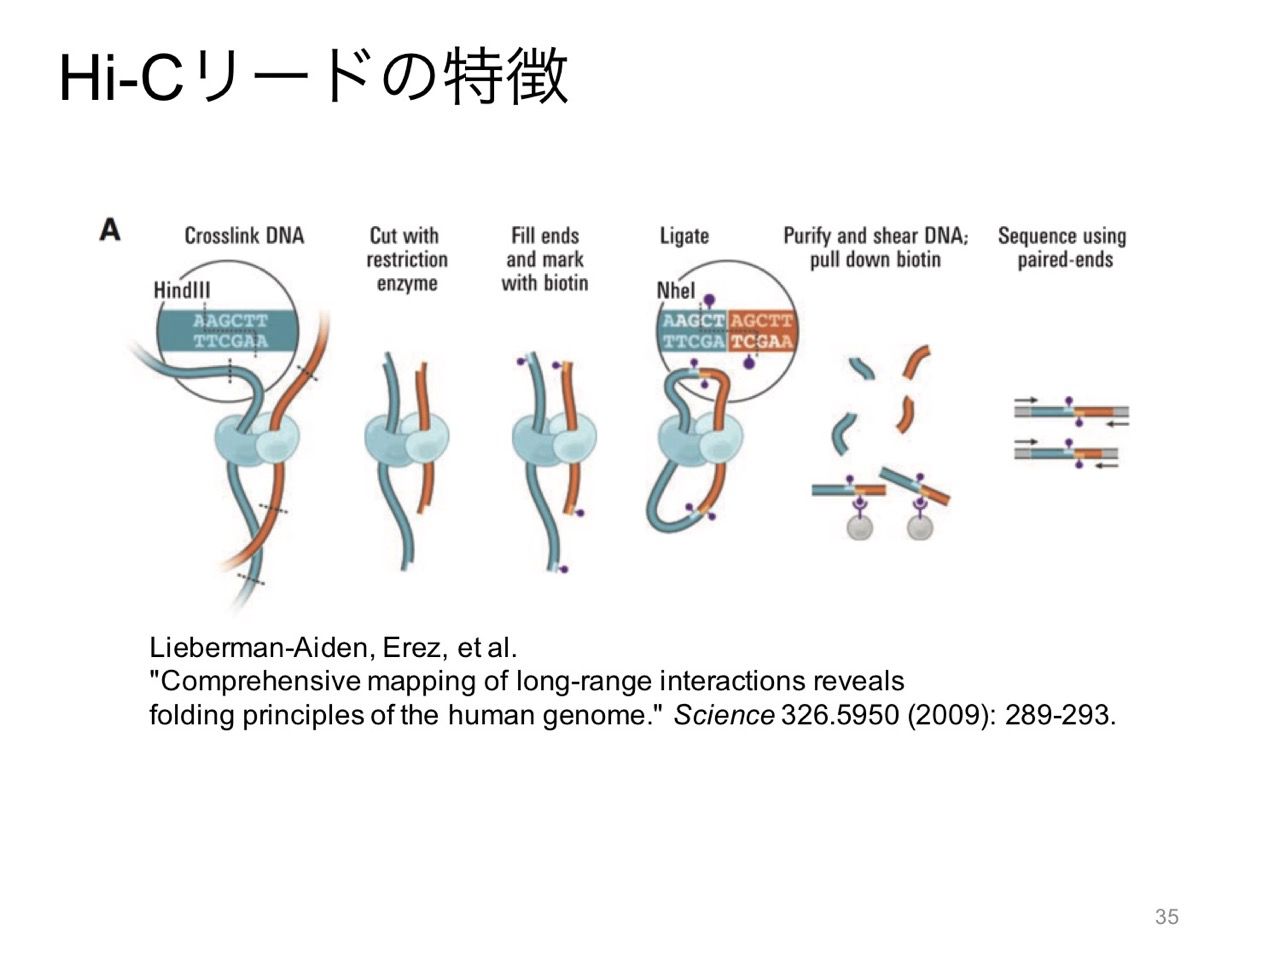 Hi-Cリードの特徴
A
Crosslink DNA
Cut with
restriction
enzyme
Fill ends
and mark
with biotin
Ligate
Purify and shear DNA;
pull down biotin
Sequence using
paired-ends
HindIII
AAGCTT
TTCGAA
NheI
AAGCT AGCTT
TTCGA TCGAA
Lieberman-Aiden, Erez, et al.
"Comprehensive mapping of long-range interactions reveals
folding principles of the human genome." Science 326.5950 (2009): 289-293.
35